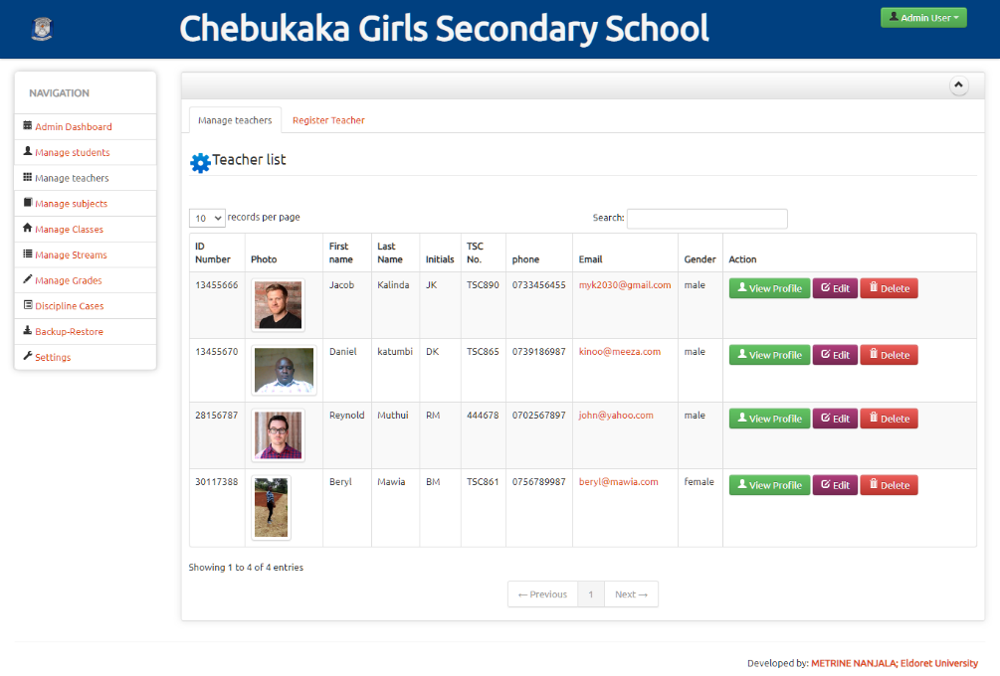 Chebukaka Girls Secondary School
Admin User
NAVIGATION
Admin Dashboard
Manage students
Manage teachers
Manage subjects
Manage Classes
Manage Streams
Manage Grades
Discipline Cases
Backup-Restore
Settings
Manage teachers Register Teacher
Teacher list
10 records per page Search:
ID Number Photo First name Last Name Initials TSC No. phone Email Gender Action
13455666 Jacob Kalinda JK TSC890 0733456455 myk2030@gmail.com male View Profile Edit Delete
13455670 Daniel katumbi DK TSC865 0739186987 kinoo@meeza.com male View Profile Edit Delete
28156787 Reynold Muthui RM 444678 0702567897 john@yahoo.com male View Profile Edit Delete
30117388 Beryl Mawia BM TSC861 0756789987 beryl@mawia.com female View Profile Edit Delete
Showing 1 to 4 of 4 entries
← Previous 1 Next →
Developed by: METRINE NANJALA; Eldoret University